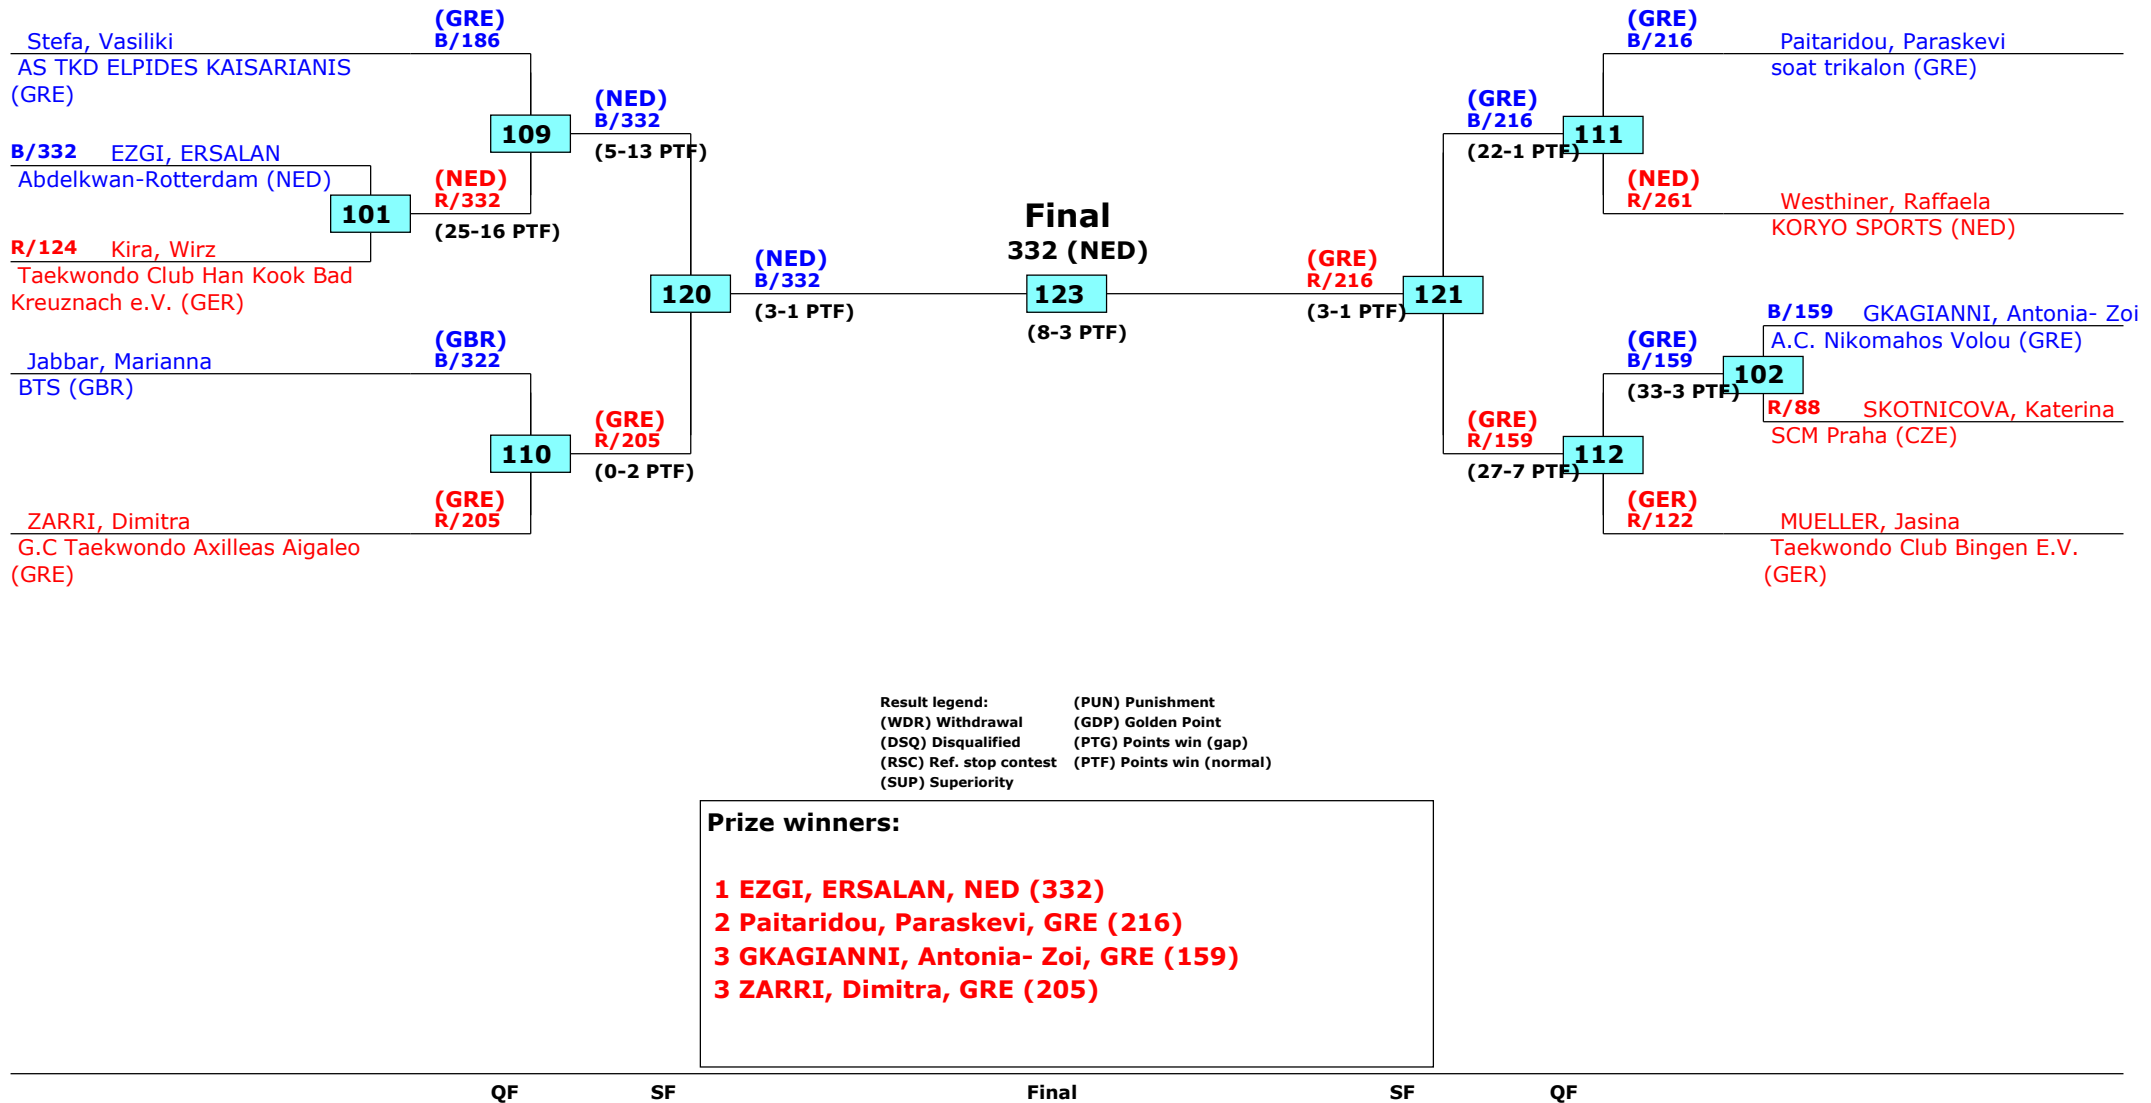 (GRE)
Stefa, Vasiliki B/186
AS TKD ELPIDES KAISARIANIS
(GRE)
109
(NED)
B/332
(5-13 PTF)
B/332 EZGI, ERSALAN
Abdelkwan-Rotterdam (NED)
101
(NED)
R/332
(25-16 PTF)
R/124 Kira, Wirz
Taekwondo Club Han Kook Bad
Kreuznach e.V. (GER)
120
(NED)
B/332
(3-1 PTF)
(GBR)
Jabbar, Marianna B/322
BTS (GBR)
110
(GRE)
R/205
(0-2 PTF)
(GRE)
ZARRI, Dimitra R/205
G.C Taekwondo Axilleas Aigaleo
(GRE)
Final
332 (NED)
123
(8-3 PTF)
(GRE)
B/216 Paitaridou, Paraskevi
soat trikalon (GRE)
(GRE)
B/216
111
(22-1 PTF)
(NED)
R/261 Westhiner, Raffaela
KORYO SPORTS (NED)
(GRE)
R/216
121
(3-1 PTF)
B/159 GKAGIANNI, Antonia- Zoi
A.C. Nikomahos Volou (GRE)
(GRE)
B/159
102
(33-3 PTF)
R/88 SKOTNICOVA, Katerina
SCM Praha (CZE)
(GRE)
R/159
112
(27-7 PTF)
(GER)
R/122 MUELLER, Jasina
Taekwondo Club Bingen E.V.
(GER)
Result legend: (PUN) Punishment
(WDR) Withdrawal (GDP) Golden Point
(DSQ) Disqualified (PTG) Points win (gap)
(RSC) Ref. stop contest (PTF) Points win (normal)
(SUP) Superiority
Prize winners:
1 EZGI, ERSALAN, NED (332)
2 Paitaridou, Paraskevi, GRE (216)
3 GKAGIANNI, Antonia- Zoi, GRE (159)
3 ZARRI, Dimitra, GRE (205)
QF SF Final SF QF